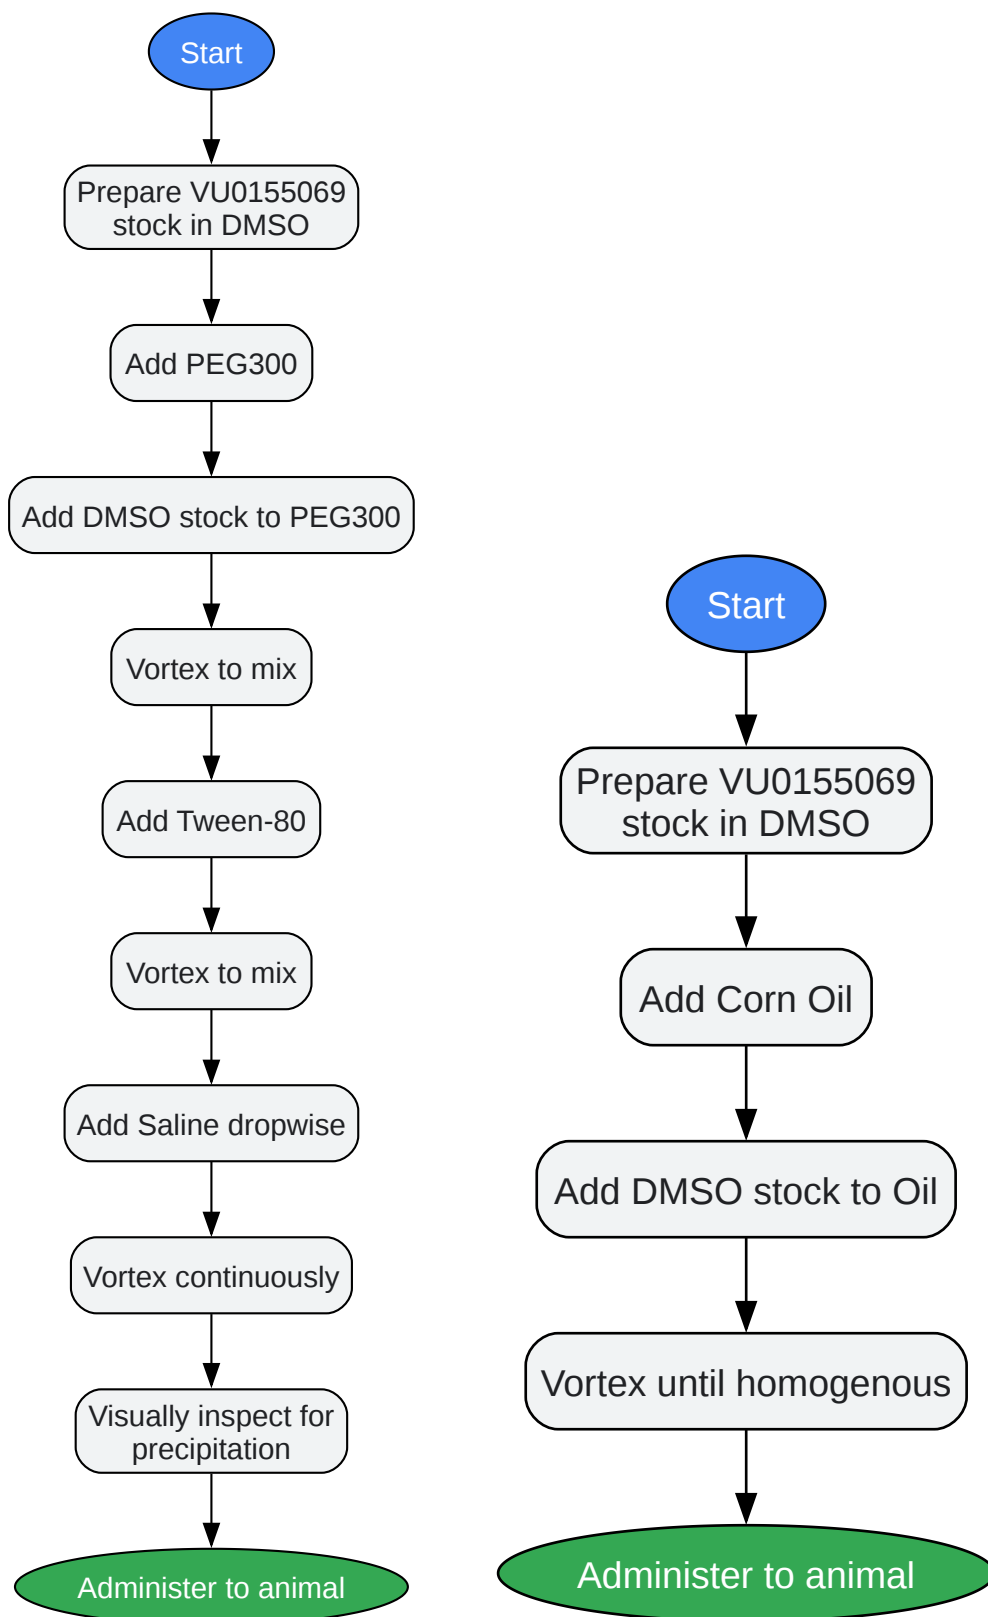 Start
Prepare VU0155069
stock in DMSO
Add PEG300
Add DMSO stock to PEG300
Vortex to mix
Add Tween-80
Vortex to mix
Add Saline dropwise
Vortex continuously
Visually inspect for
precipitation
Administer to animal
Start
Prepare VU0155069
stock in DMSO
Add Corn Oil
Add DMSO stock to Oil
Vortex until homogenous
Administer to animal